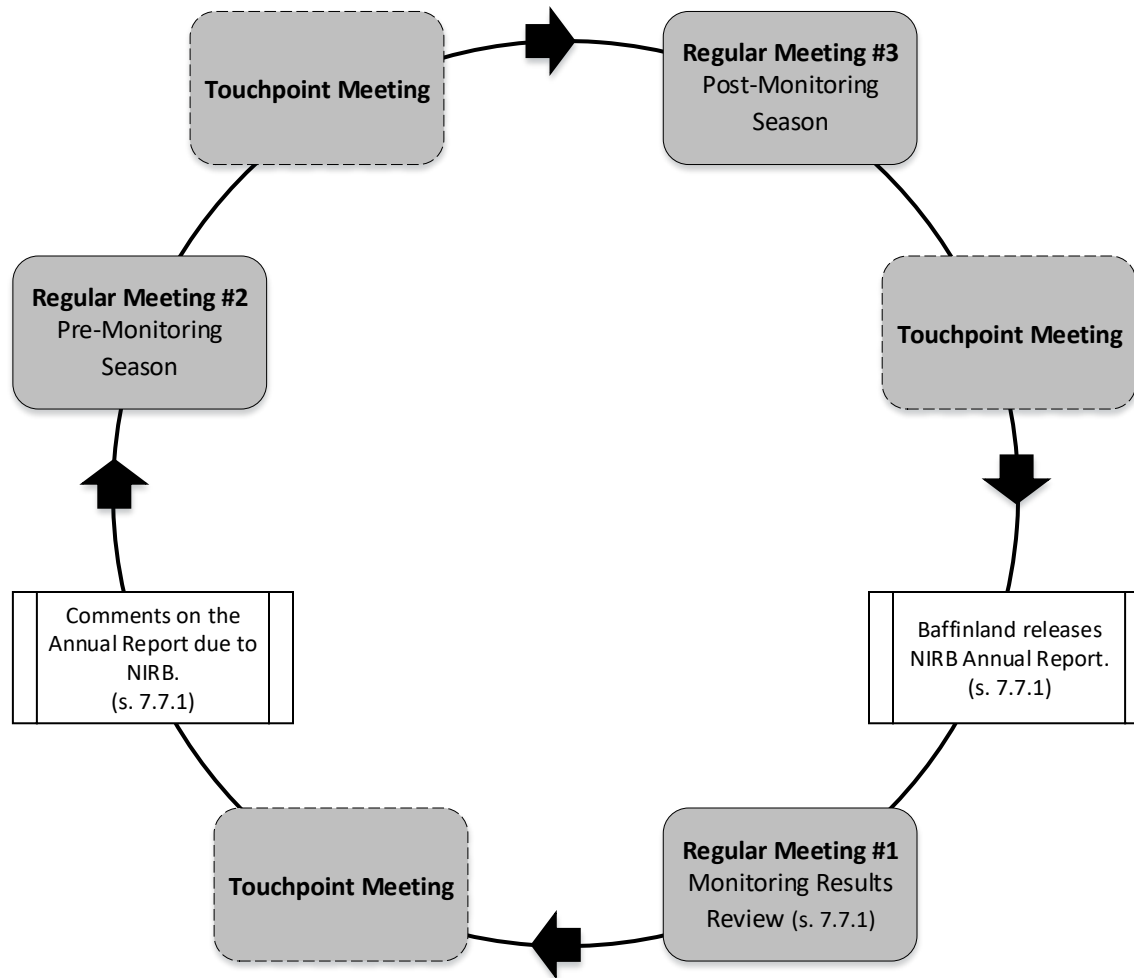 Touchpoint Meeting
Regular Meeting #3
Post-Monitoring
Season
Regular Meeting #2
Pre-Monitoring
Season
Touchpoint Meeting
Comments on the
Annual Report due to
NIRB.
(s. 7.7.1)
Baffinland releases
NIRB Annual Report.
(s. 7.7.1)
Touchpoint Meeting
Regular Meeting #1
Monitoring Results
Review (s. 7.7.1)